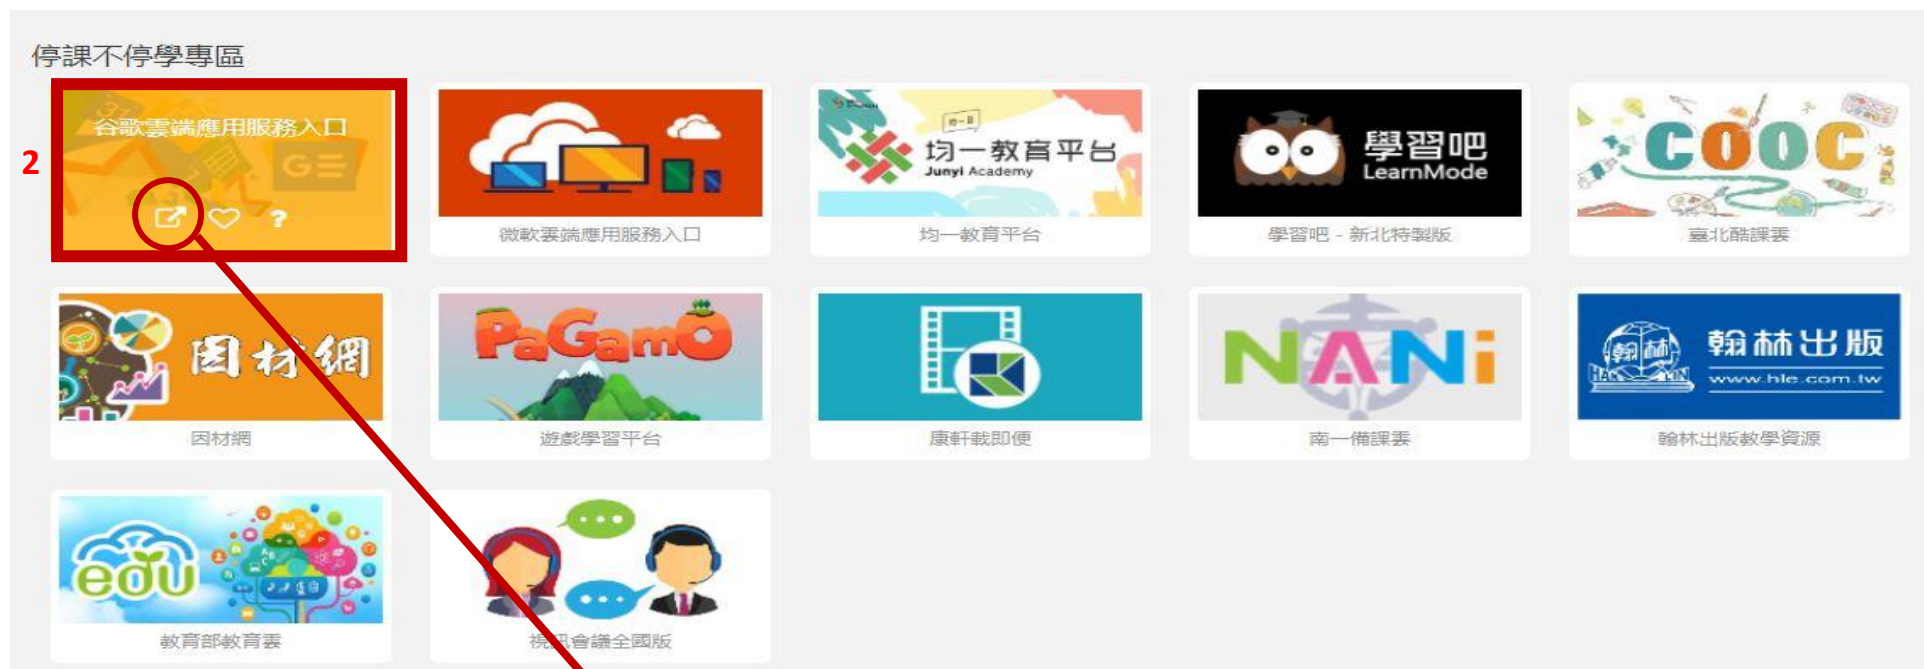 停課不停學專區
2
谷歌雲端應用服務入口
31
G
?
微軟雲端應用服務入口
均一教育平台
Junyi Academy
均一教育平台
學習吧
LearnMode
學習吧 - 新北特製版
COOC
臺北酷課雲
因材網
因材網
PaGamO
遊戲學習平台
康軒載即便
NANi
南一備課雲
翰林
HAN LIN
翰林出版
www.hle.com.tw
翰林出版教學資源
edu
教育部教育雲
視訊會議全國版